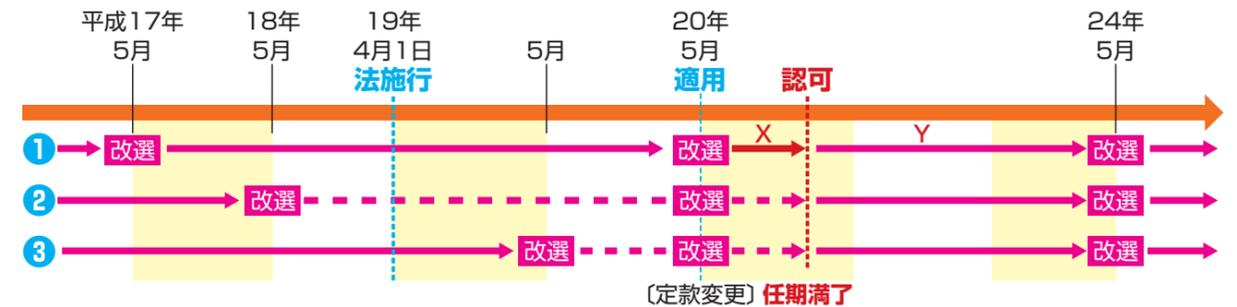 平成17年
5月
18年
5月
19年
4月1日
法施行
5月
20年
5月
適用
認可
24年
5月
1 改選 改選 X Y 改選
2 改選 改選 改選
3 改選 改選 改選
〔定款変更〕 任期満了